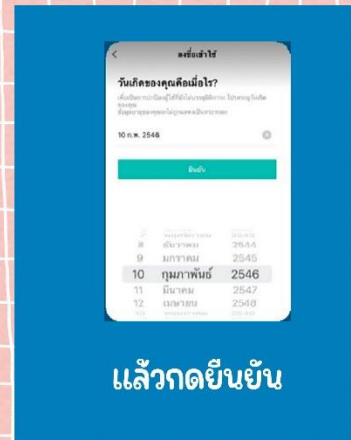 ลงชื่อเข้าใช้
วันเกิดของคุณคือเมื่อไร?
10 ก.พ. 2546
ยืนยัน
8 ธันวาคม 2544
9 มกราคม 2545
10 กุมภาพันธ์ 2546
11 มีนาคม 2547
12 เมษายน 2548
แล้วกดยืนยัน